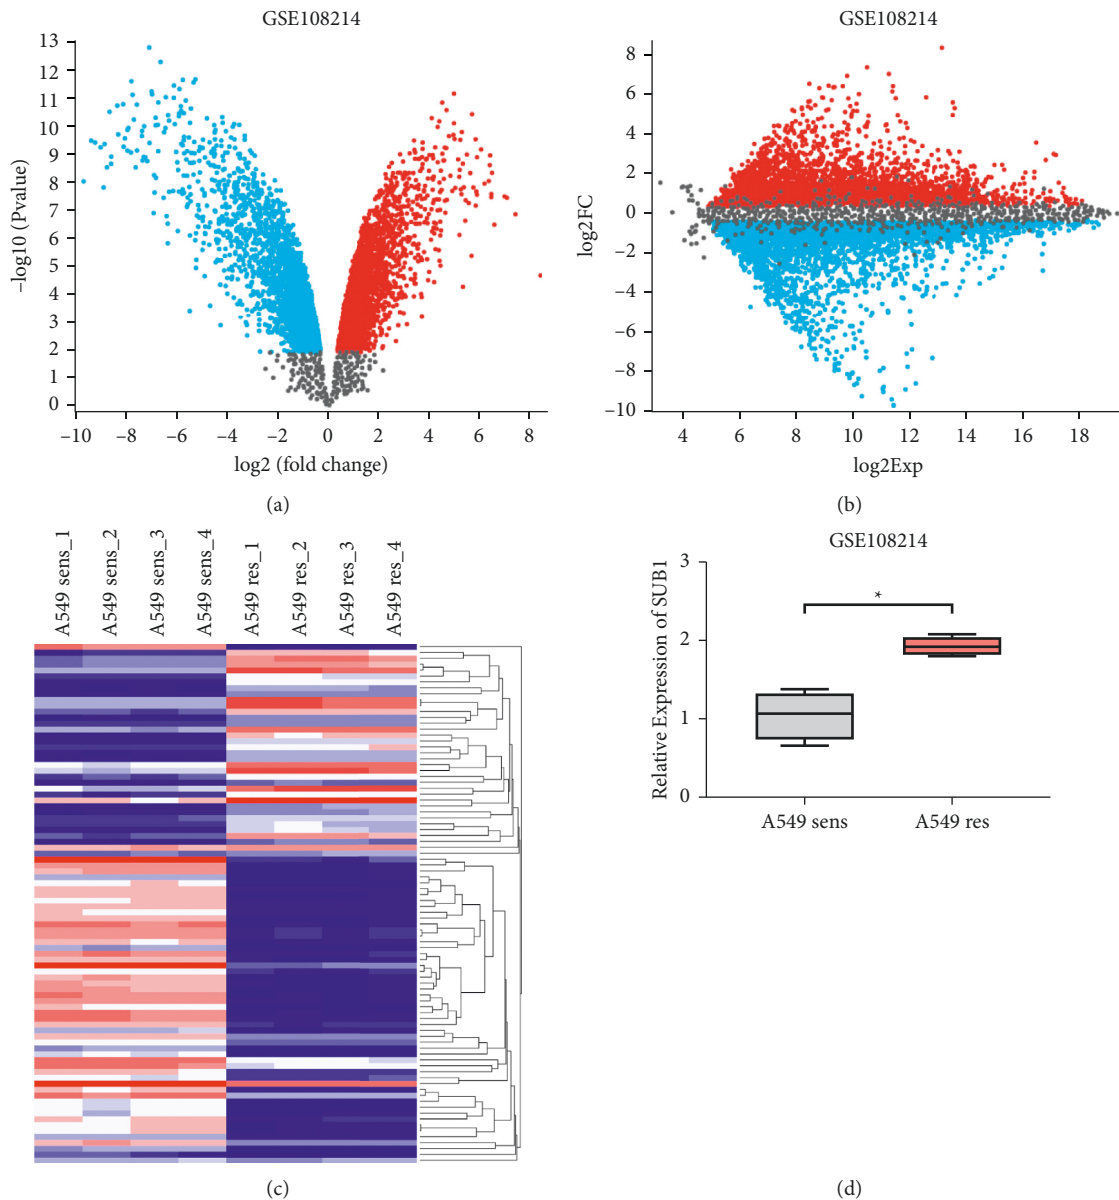 GSE108214
13
12
11
10
9
8
7
6
5
4
3
2
1
0
−log10 (Pvalue)
−10 −8 −6 −4 −2 0 2 4 6 8
log2 (fold change)
(a)
GSE108214
8
6
4
2
0
−2
−4
−6
−8
−10
log2FC
4 6 8 10 12 14 16 18
log2Exp
(b)
A549 sens_1
A549 sens_2
A549 sens_3
A549 sens_4
A549 res_1
A549 res_2
A549 res_3
A549 res_4
(c)
GSE108214
3
2
1
0
Relative Expression of SUB1
*
A549 sens A549 res
(d)